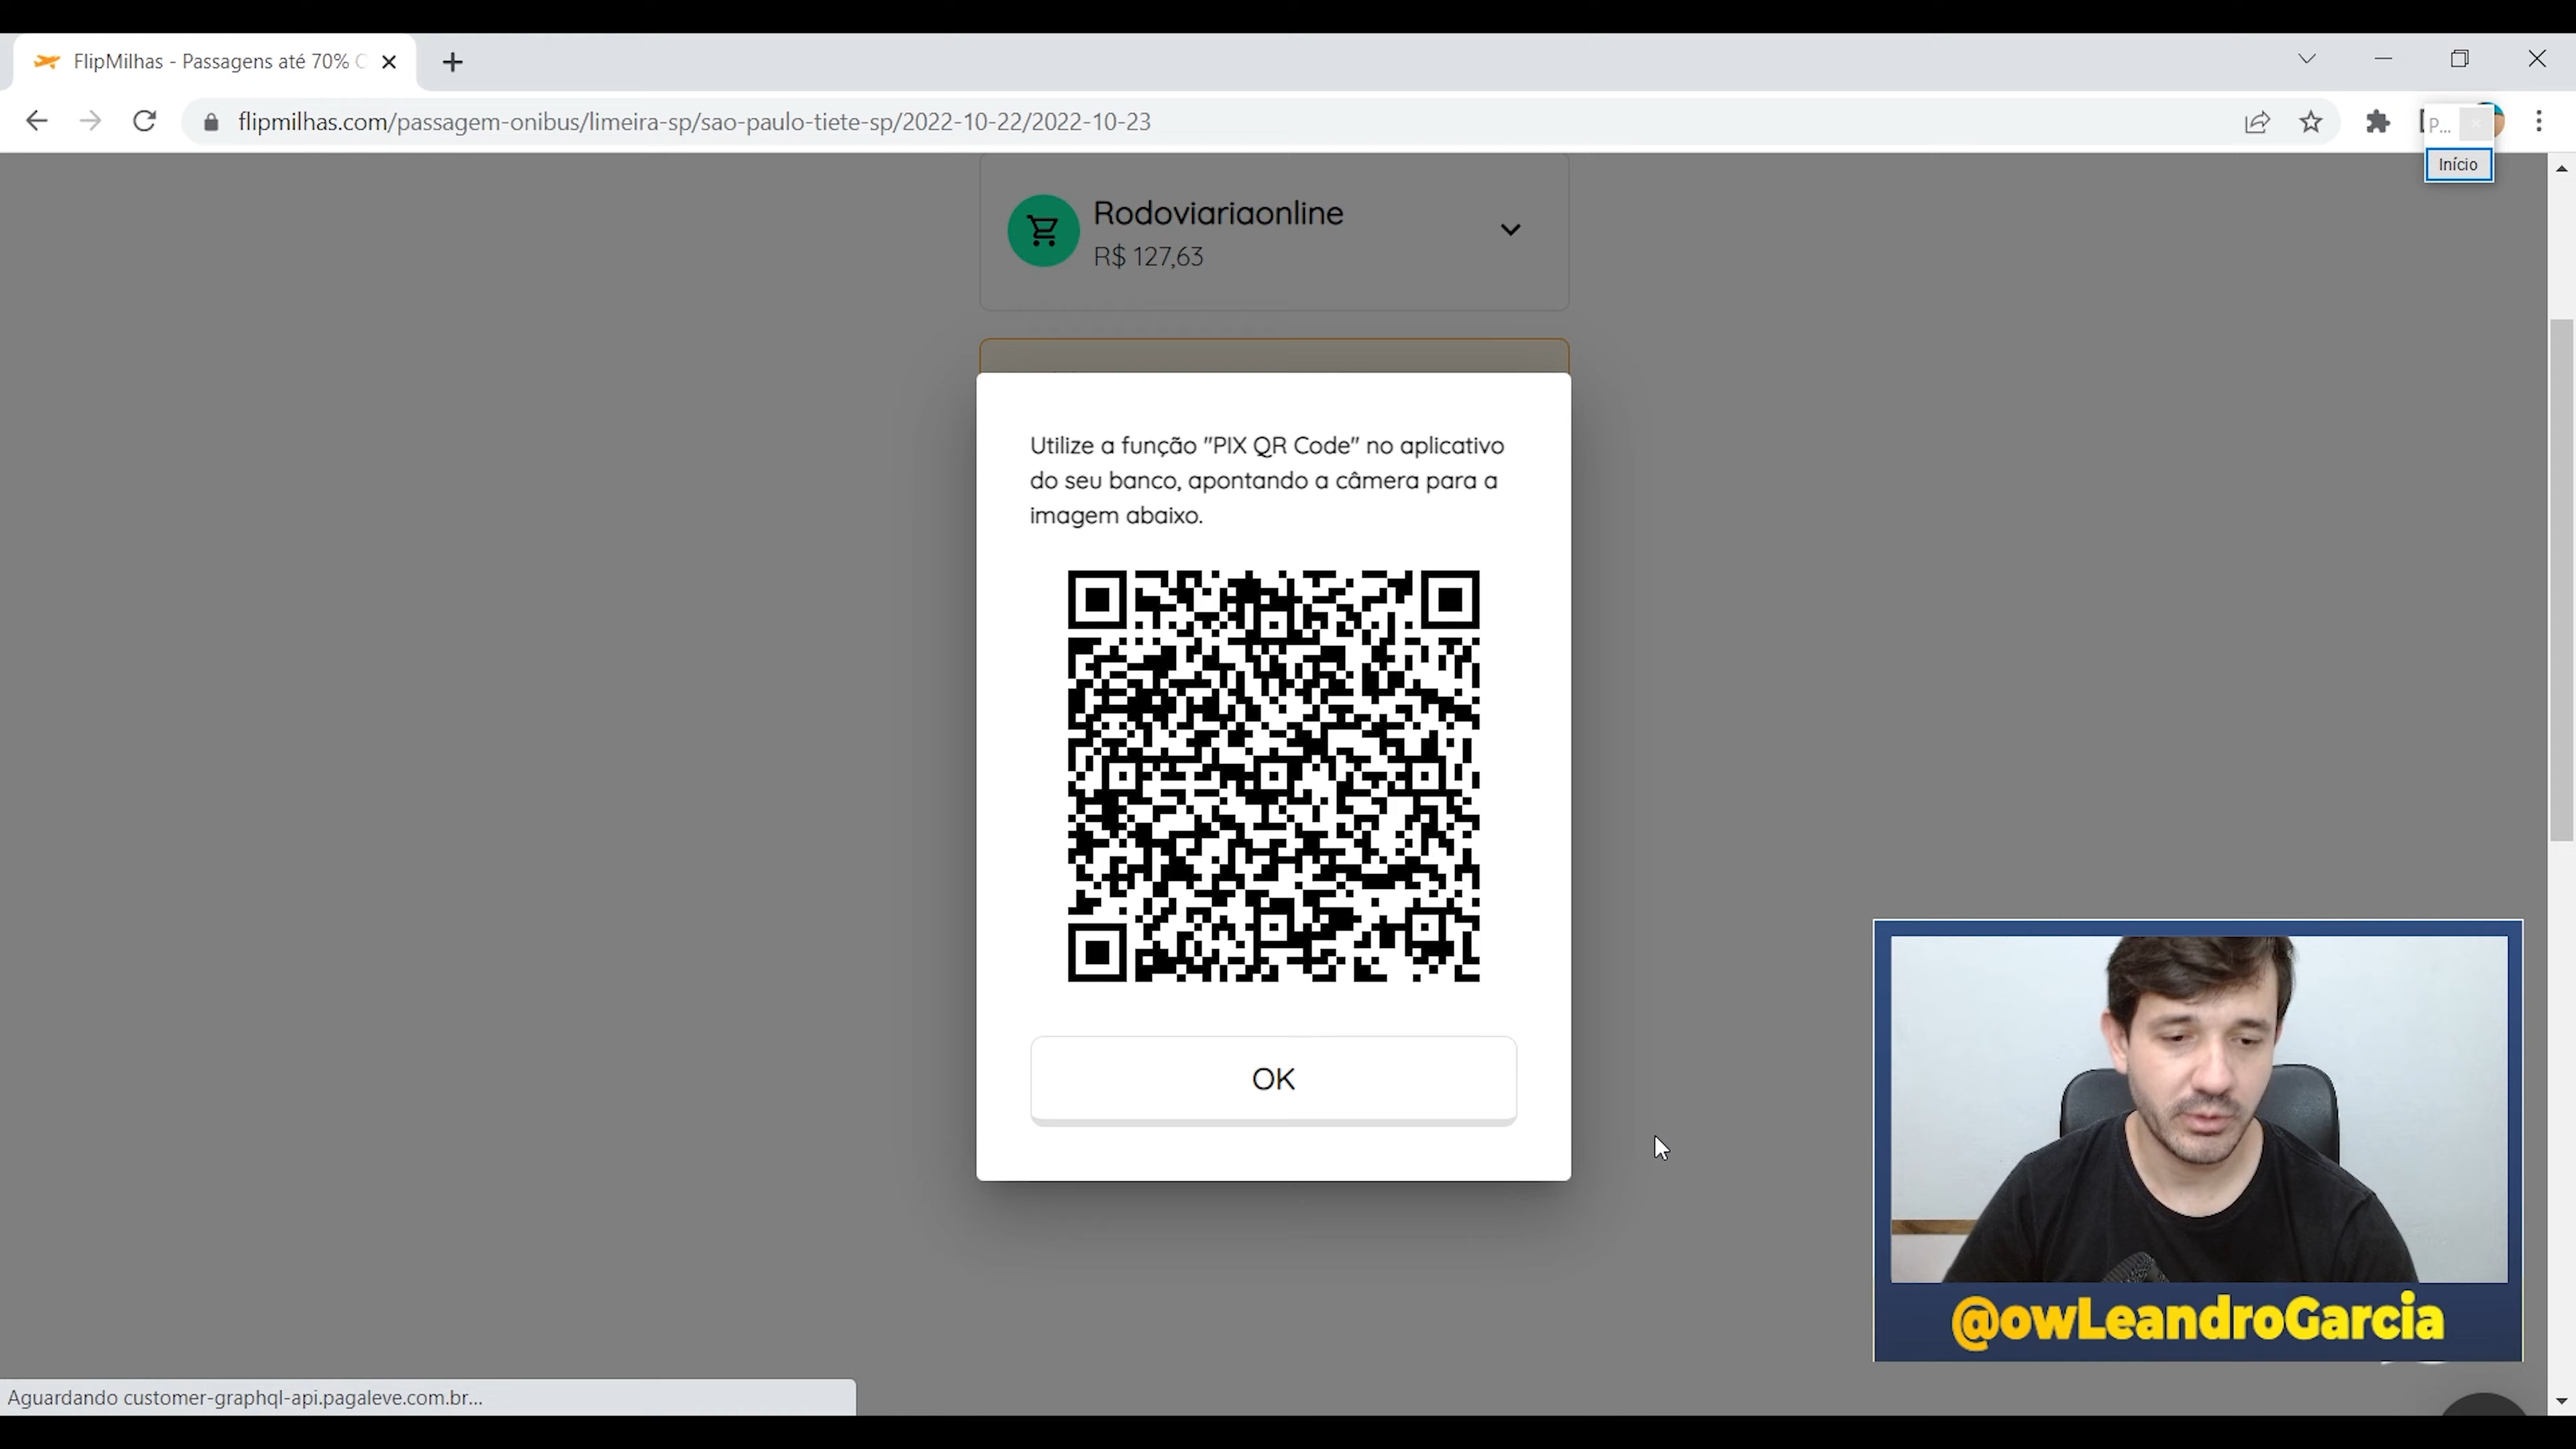 FlipMilhas - Passagens até 70% O
flipmilhas.com/passagem-onibus/limeira-sp/sao-paulo-tiete-sp/2022-10-22/2022-10-23
P...
Início
Rodoviariaonline
R$ 127,63
Utilize a função "PIX QR Code" no aplicativo
do seu banco, apontando a câmera para a
imagem abaixo.
OK
@owLeandroGarcia
Aguardando customer-graphql-api.pagaleve.com.br...